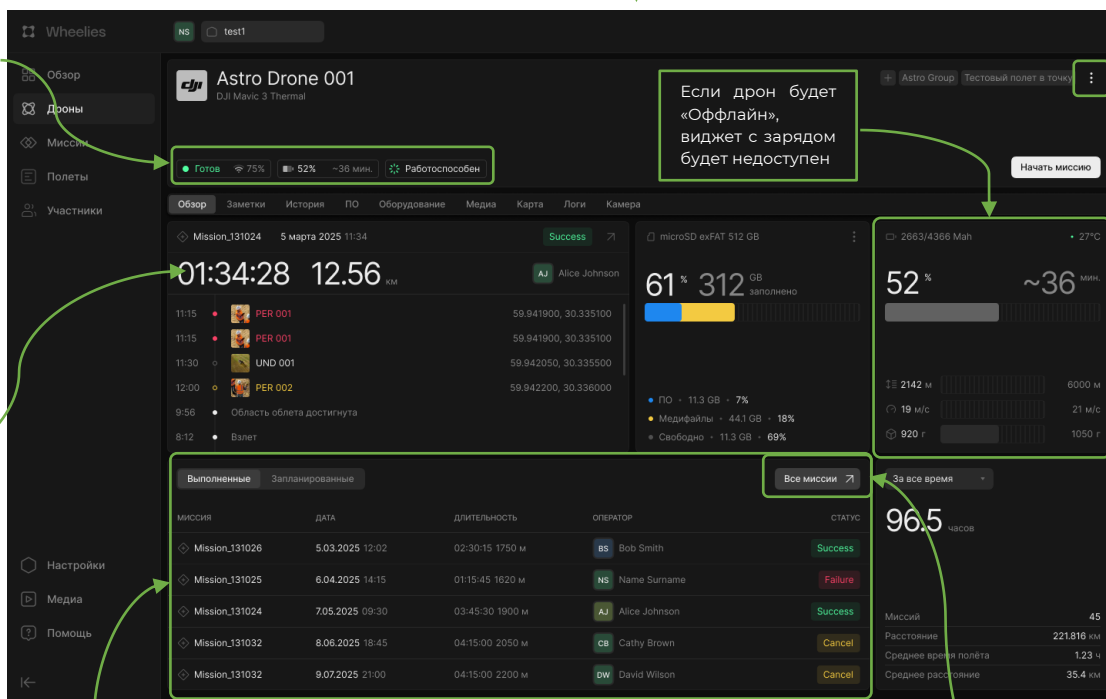 Wheelies
NS test1
Обзор
Дроны
Миссии
Полеты
Участники
Настройки
Медиа
Помощь
dji
Astro Drone 001
DJI Mavic 3 Thermal
+ Astro Group Тестовый полет в точку
Если дрон будет
«Оффлайн»,
виджет с зарядом
будет недоступен
Готов 75% 52% ~36 мин. Работоспособен
Начать миссию
Обзор Заметки История ПО Оборудование Медиа Карта Логи Камера
Mission_131024 5 марта 2025 11:34 Success
01:34:28 12.56 км AJ Alice Johnson
11:15 PER 001 59.941900, 30.335100
11:15 PER 001 59.941900, 30.335100
11:30 UND 001 59.942050, 30.335500
12:00 PER 002 59.942200, 30.336000
9:56 Область облета достигнута
8:12 Взлет
microSD exFAT 512 GB
61 % 312 GB
заполнено
ПО • 11.3 GB • 7%
Медифайлы • 44.1 GB • 18%
Свободно • 11.3 GB • 69%
2663/4366 Mah • 27°C
52 % ~36 мин.
2142 м 6000 м
19 м/с 21 м/с
920 г 1050 г
Выполненные Запланированные Все миссии
МИССИЯ ДАТА ДЛИТЕЛЬНОСТЬ ОПЕРАТОР СТАТУС
Mission_131026 5.03.2025 12:02 02:30:15 1750 м BS Bob Smith Success
Mission_131025 6.04.2025 14:15 01:15:45 1620 м NS Name Surname Failure
Mission_131024 7.05.2025 09:30 03:45:30 1900 м AJ Alice Johnson Success
Mission_131032 8.06.2025 18:45 04:15:00 2050 м CB Cathy Brown Cancel
Mission_131032 9.07.2025 21:00 04:15:00 2200 м DW David Wilson Cancel
За все время
96.5 часов
Миссий 45
Расстояние 221.816 км
Среднее время полёта 1.23 ч
Среднее расстояние 35.4 км